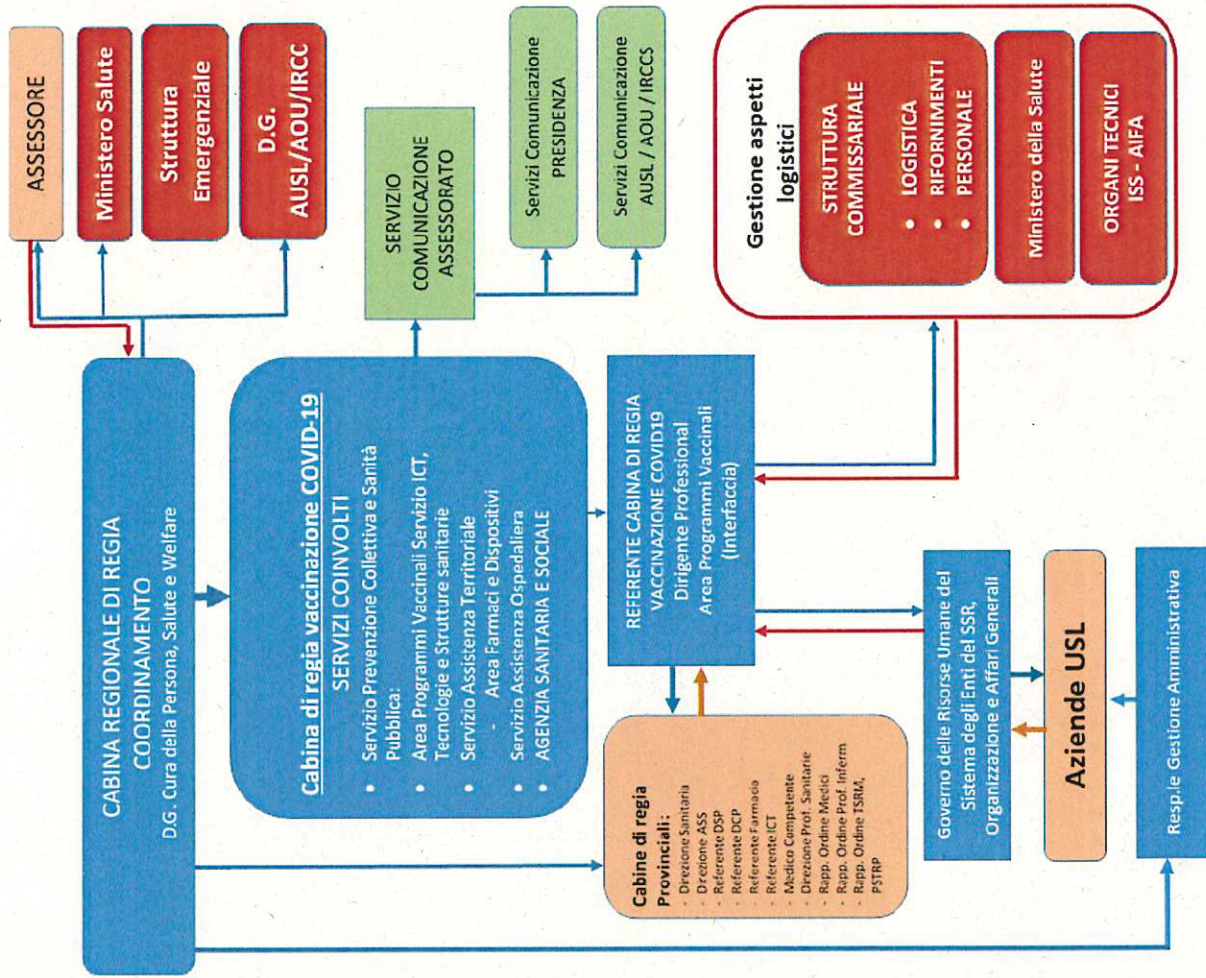 CABINA REGIONALE DI REGIA
COORDINAMENTO
D.G. Cura della Persona, Salute e Welfare
ASSESSORE
Ministero Salute
Struttura
Emergenziale
D.G.
AUSL/AOU/IRCC
Cabina di regia vaccinazione COVID-19
SERVIZI COINVOLTI
• Servizio Prevenzione Collettiva e Sanità
Pubblica:
• Area Programmi Vaccinali Servizio ICT,
Tecnologie e Strutture sanitarie
• Servizio Assistenza Territoriale
- Area Farmaci e Dispositivi
• Servizio Assistenza Ospedaliera
• AGENZIA SANITARIA E SOCIALE
SERVIZIO
COMUNICAZIONE
ASSESSORATO
Servizi Comunicazione
PRESIDENZA
Servizi Comunicazione
AUSL / AOU / IRCCS
Cabine di regia
Provinciali:
- Direzione Sanitaria
- Direzione ASS
- Referente DSP
- Referente DCP
- Referente Farmacia
- Referente ICT
- Medico Competente
- Direzione Prof. Sanitarie
- Rapp. Ordine Medici
- Rapp. Ordine Prof. Inferm
- Rapp. Ordine TSRM,
PSTRP
REFERENTE CABINA DI REGIA
VACCINAZIONE COVID19
Dirigente Professional
Area Programmi Vaccinali
(Interfaccia)
Gestione aspetti
logistici
STRUTTURA
COMMISSARIALE
• LOGISTICA
• RIFORNIMENTI
• PERSONALE
Ministero della Salute
ORGANI TECNICI
ISS - AIFA
Governo delle Risorse Umane del
Sistema degli Enti del SSR,
Organizzazione e Affari Generali
Aziende USL
Resp.le Gestione Amministrativa